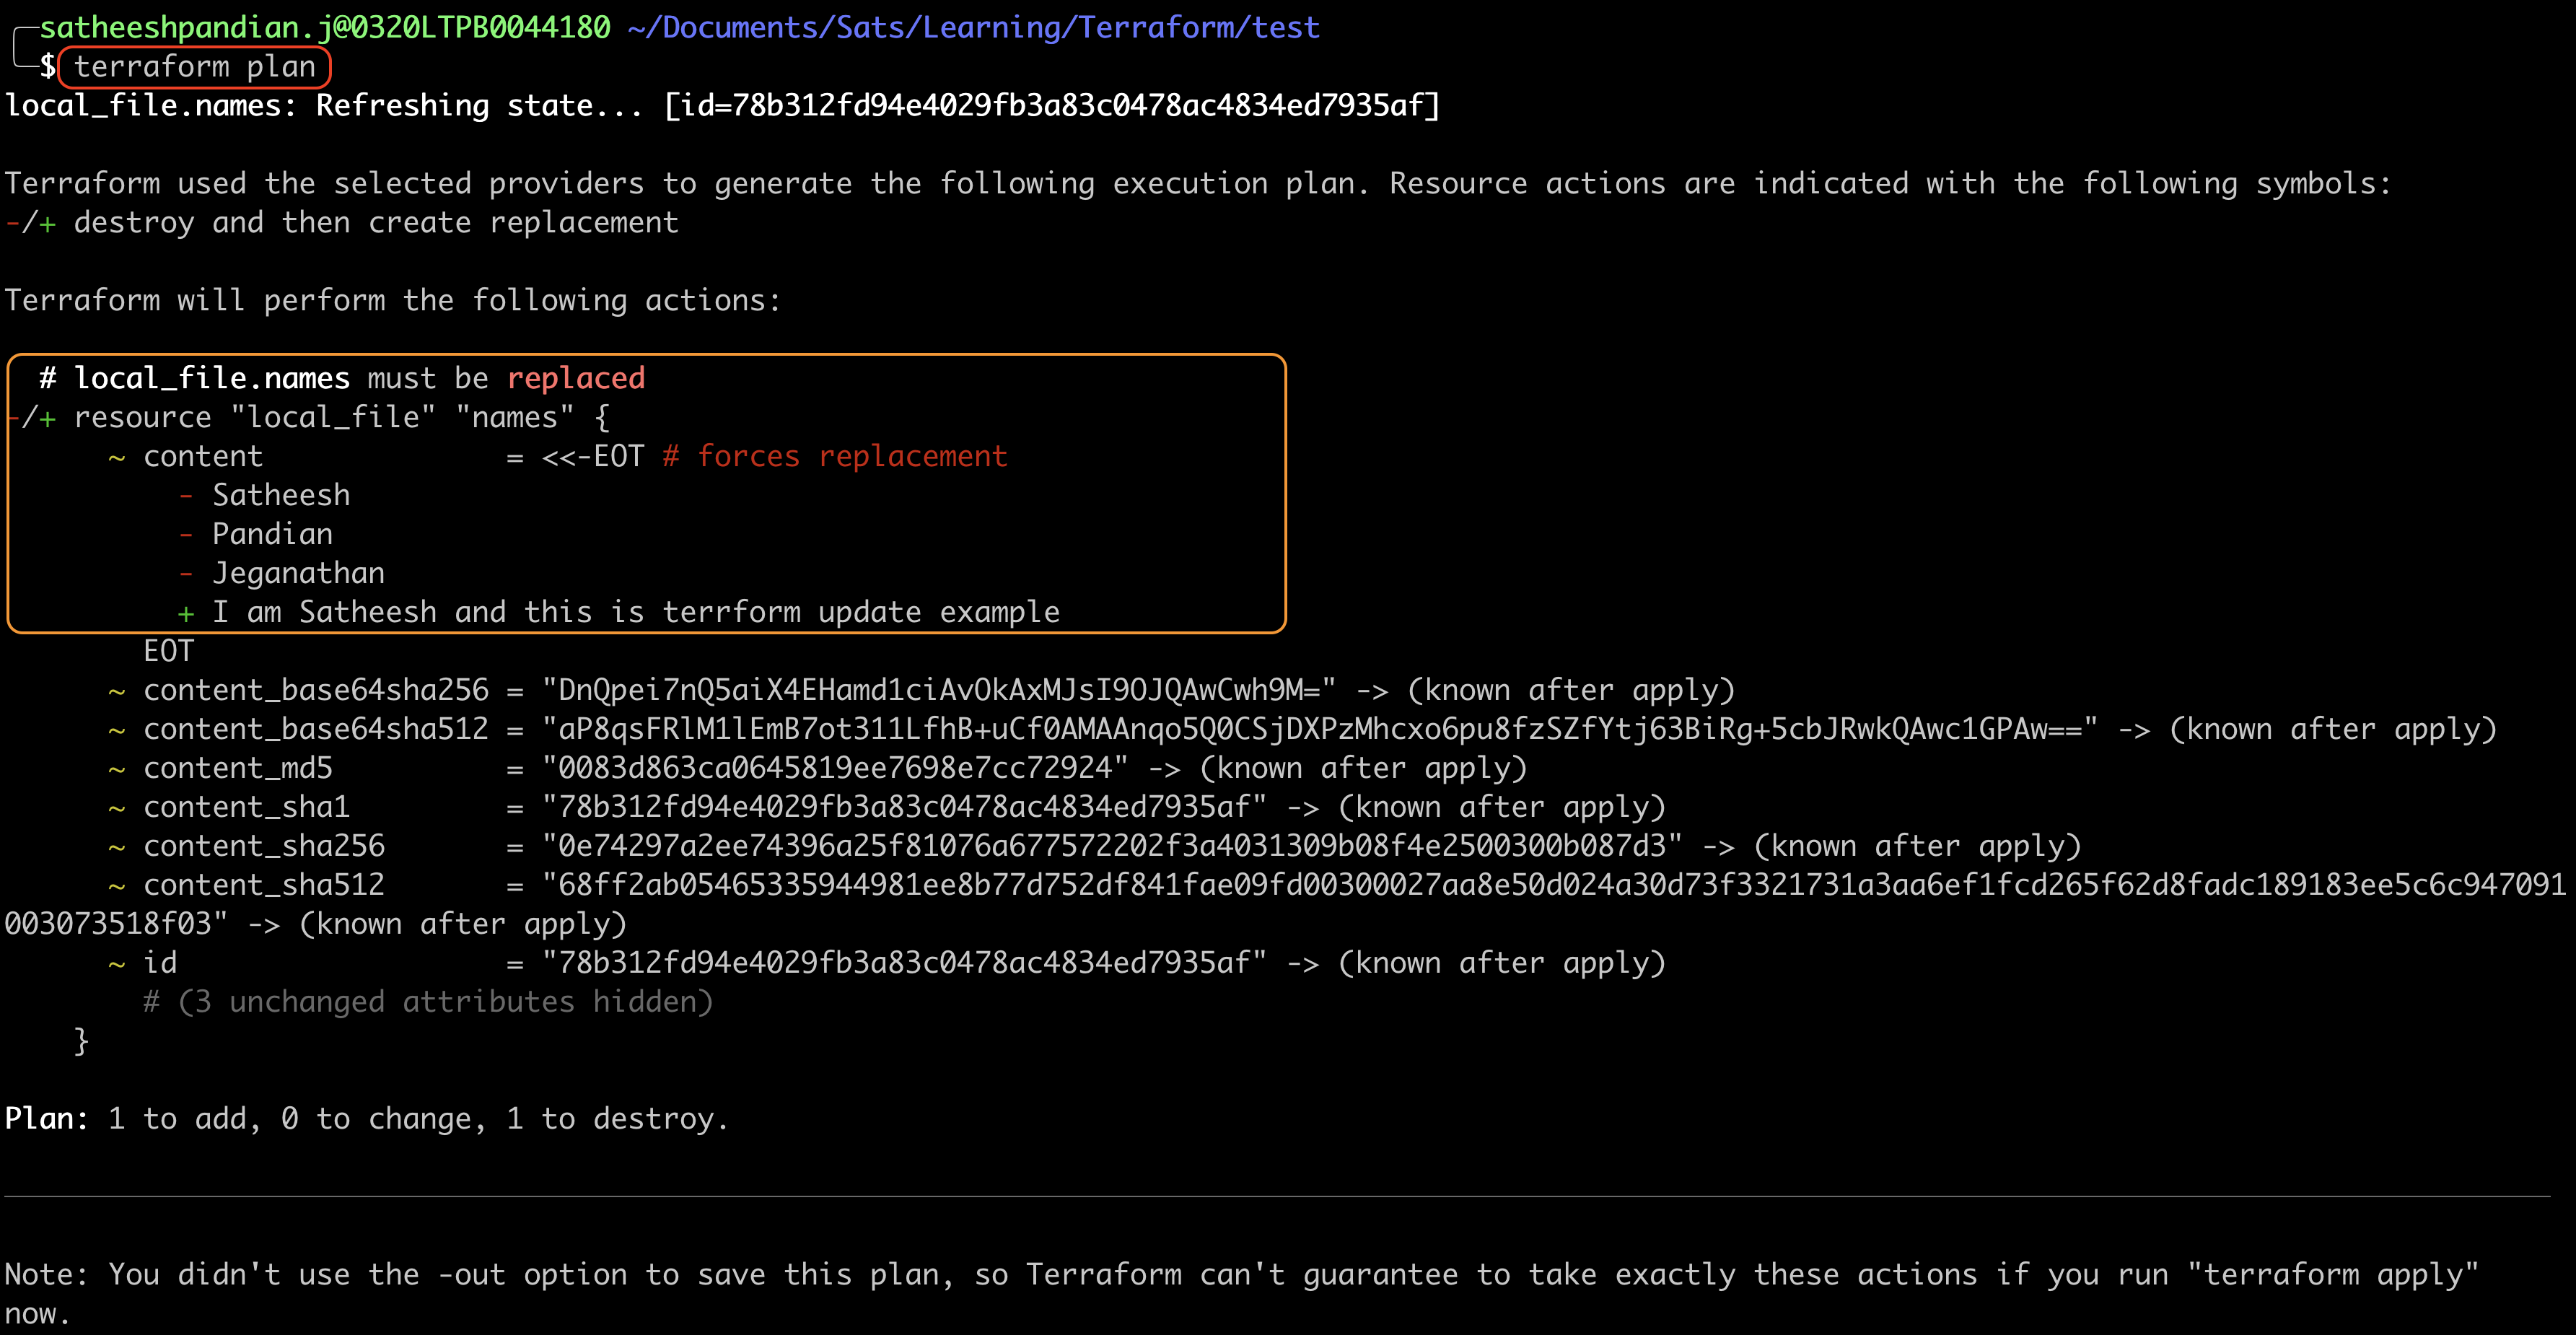 satheeshpandian.j@0320LTPB0044180 ~/Documents/Sats/Learning/Terraform/test
$ terraform plan
local_file.names: Refreshing state... [id=78b312fd94e4029fb3a83c0478ac4834ed7935af]
Terraform used the selected providers to generate the following execution plan. Resource actions are indicated with the following symbols:
-/+ destroy and then create replacement
Terraform will perform the following actions:
# local_file.names must be replaced
-/+ resource "local_file" "names" {
~ content = <<-EOT # forces replacement
- Satheesh
- Pandian
- Jeganathan
+ I am Satheesh and this is terrform update example
EOT
~ content_base64sha256 = "DnQpei7nQ5aiX4EHamd1ciAvOkAxMJsI9OJQAwCwh9M=" -> (known after apply)
~ content_base64sha512 = "aP8qsFRlM1lEmB7ot311LfhB+uCf0AMAAnqo5Q0CSjDXPzMhcxo6pu8fzSZfYtj63BiRg+5cbJRwkQAwc1GPAw==" -> (known after apply)
~ content_md5 = "0083d863ca0645819ee7698e7cc72924" -> (known after apply)
~ content_sha1 = "78b312fd94e4029fb3a83c0478ac4834ed7935af" -> (known after apply)
~ content_sha256 = "0e74297a2ee74396a25f81076a677572202f3a4031309b08f4e2500300b087d3" -> (known after apply)
~ content_sha512 = "68ff2ab05465335944981ee8b77d752df841fae09fd00300027aa8e50d024a30d73f3321731a3aa6ef1fcd265f62d8fadc189183ee5c6c947091
003073518f03" -> (known after apply)
~ id = "78b312fd94e4029fb3a83c0478ac4834ed7935af" -> (known after apply)
# (3 unchanged attributes hidden)
}
Plan: 1 to add, 0 to change, 1 to destroy.
Note: You didn't use the -out option to save this plan, so Terraform can't guarantee to take exactly these actions if you run "terraform apply"
now.